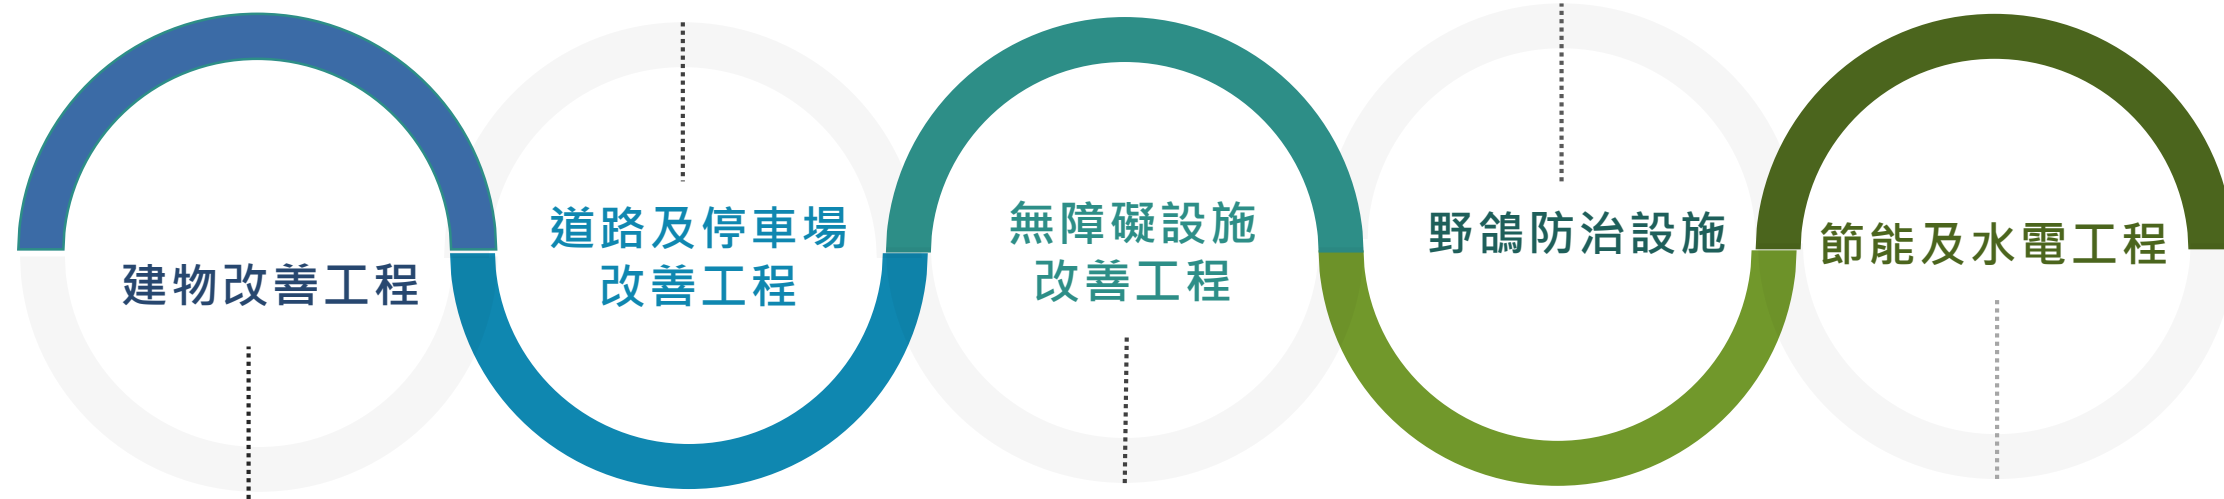 建物改善工程
道路及停車場
改善工程
無障礙設施
改善工程
野鴿防治設施
節能及水電工程